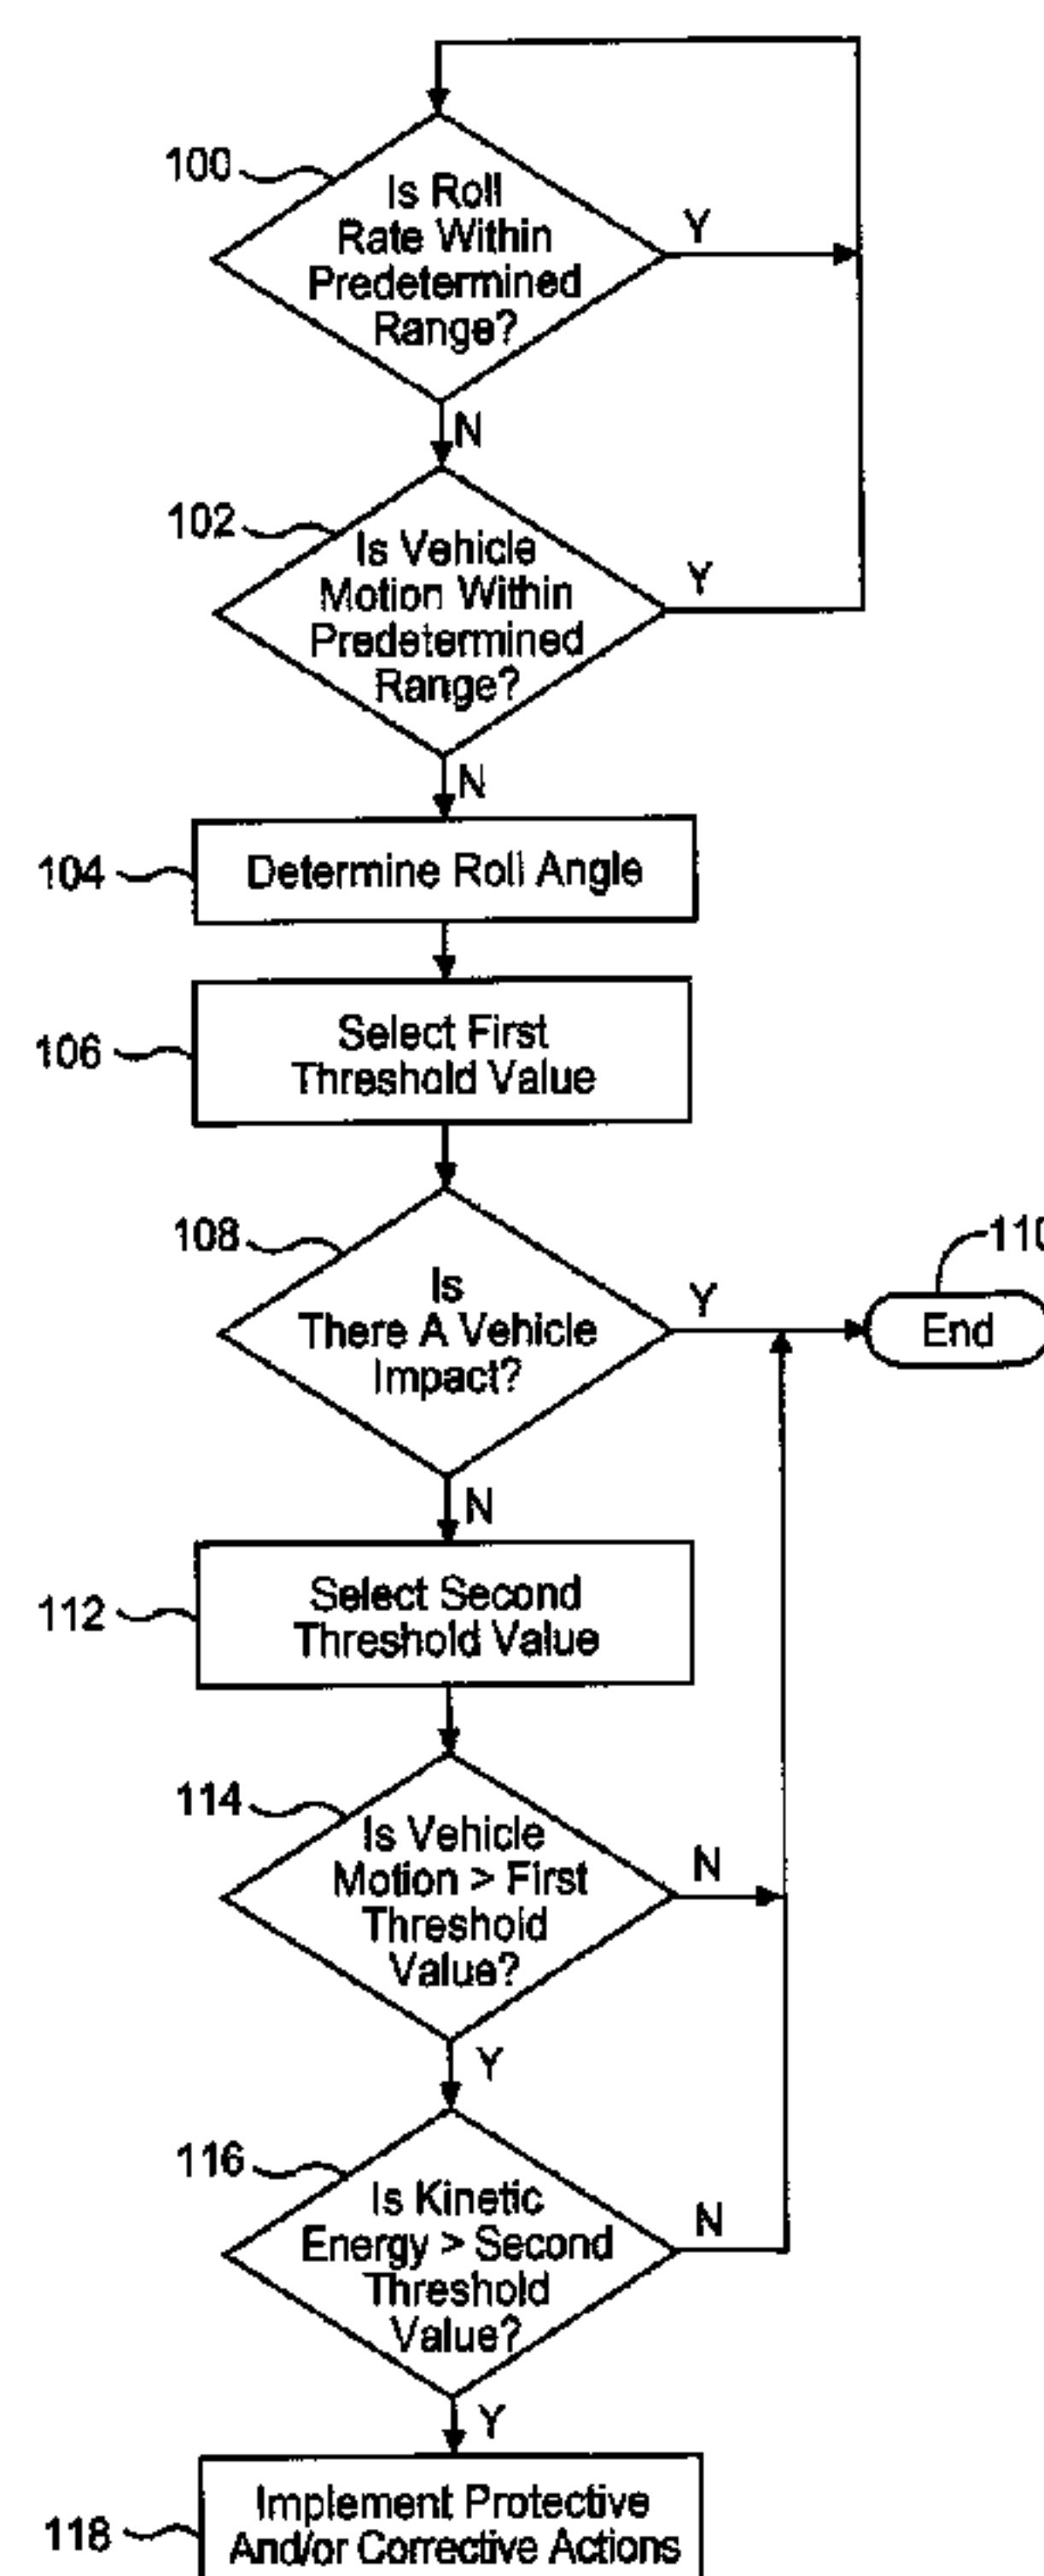 100
Is Roll
Rate Within
Predetermined
Range?
Y
N
102
Is Vehicle
Motion Within
Predetermined
Range?
Y
N
104
Determine Roll Angle
106
Select First
Threshold Value
108
Is
There A Vehicle
Impact?
Y
110
End
N
112
Select Second
Threshold Value
114
Is Vehicle
Motion > First
Threshold
Value?
N
Y
116
Is Kinetic
Energy > Second
Threshold
Value?
N
Y
118
Implement Protective
And/or Corrective Actions